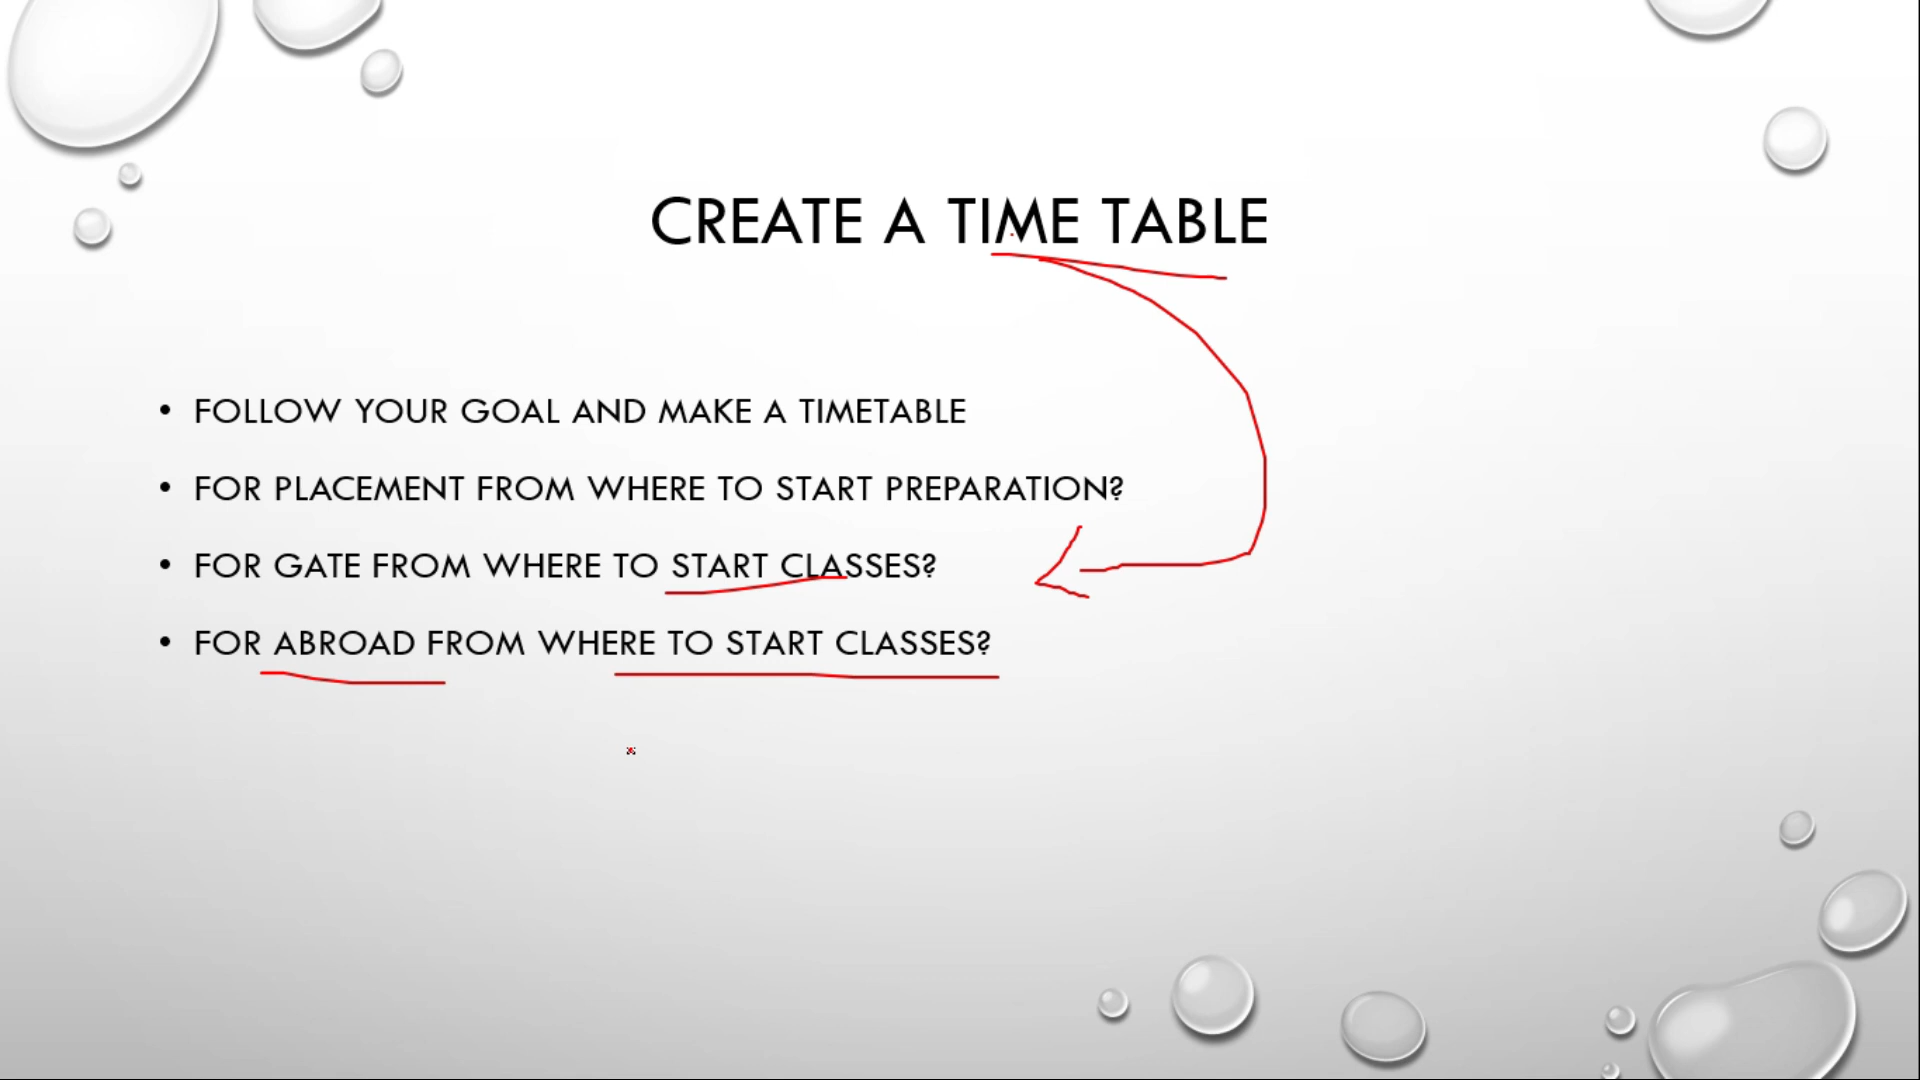 CREATE A TIME TABLE
• FOLLOW YOUR GOAL AND MAKE A TIMETABLE
• FOR PLACEMENT FROM WHERE TO START PREPARATION?
• FOR GATE FROM WHERE TO START CLASSES?
• FOR ABROAD FROM WHERE TO START CLASSES?